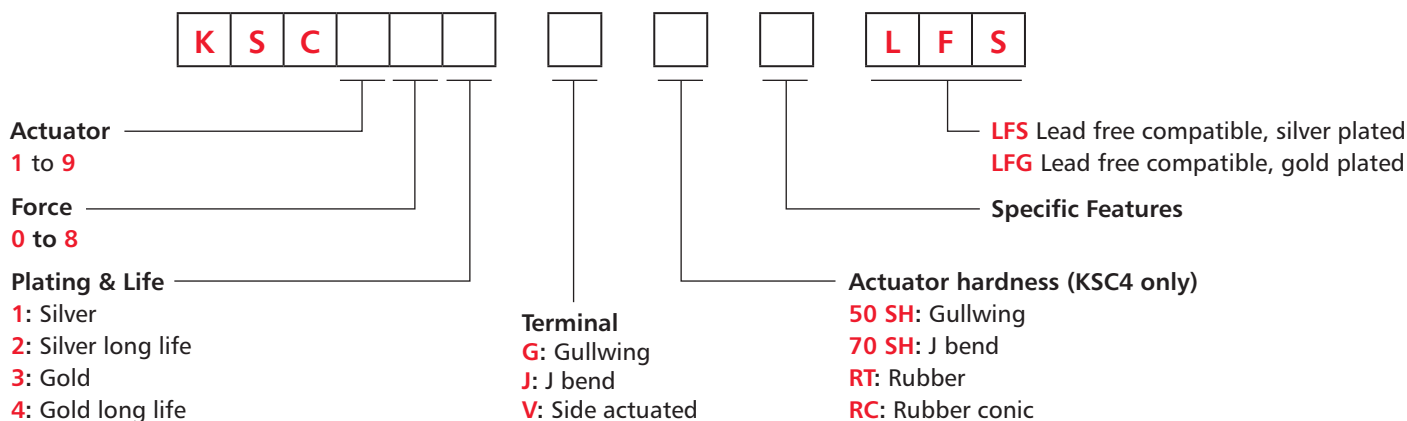 K S C L F S
Actuator
1 to 9
Force
0 to 8
Plating & Life
1: Silver
2: Silver long life
3: Gold
4: Gold long life
Terminal
G: Gullwing
J: J bend
V: Side actuated
LFS Lead free compatible, silver plated
LFG Lead free compatible, gold plated
Specific Features
Actuator hardness (KSC4 only)
50 SH: Gullwing
70 SH: J bend
RT: Rubber
RC: Rubber conic